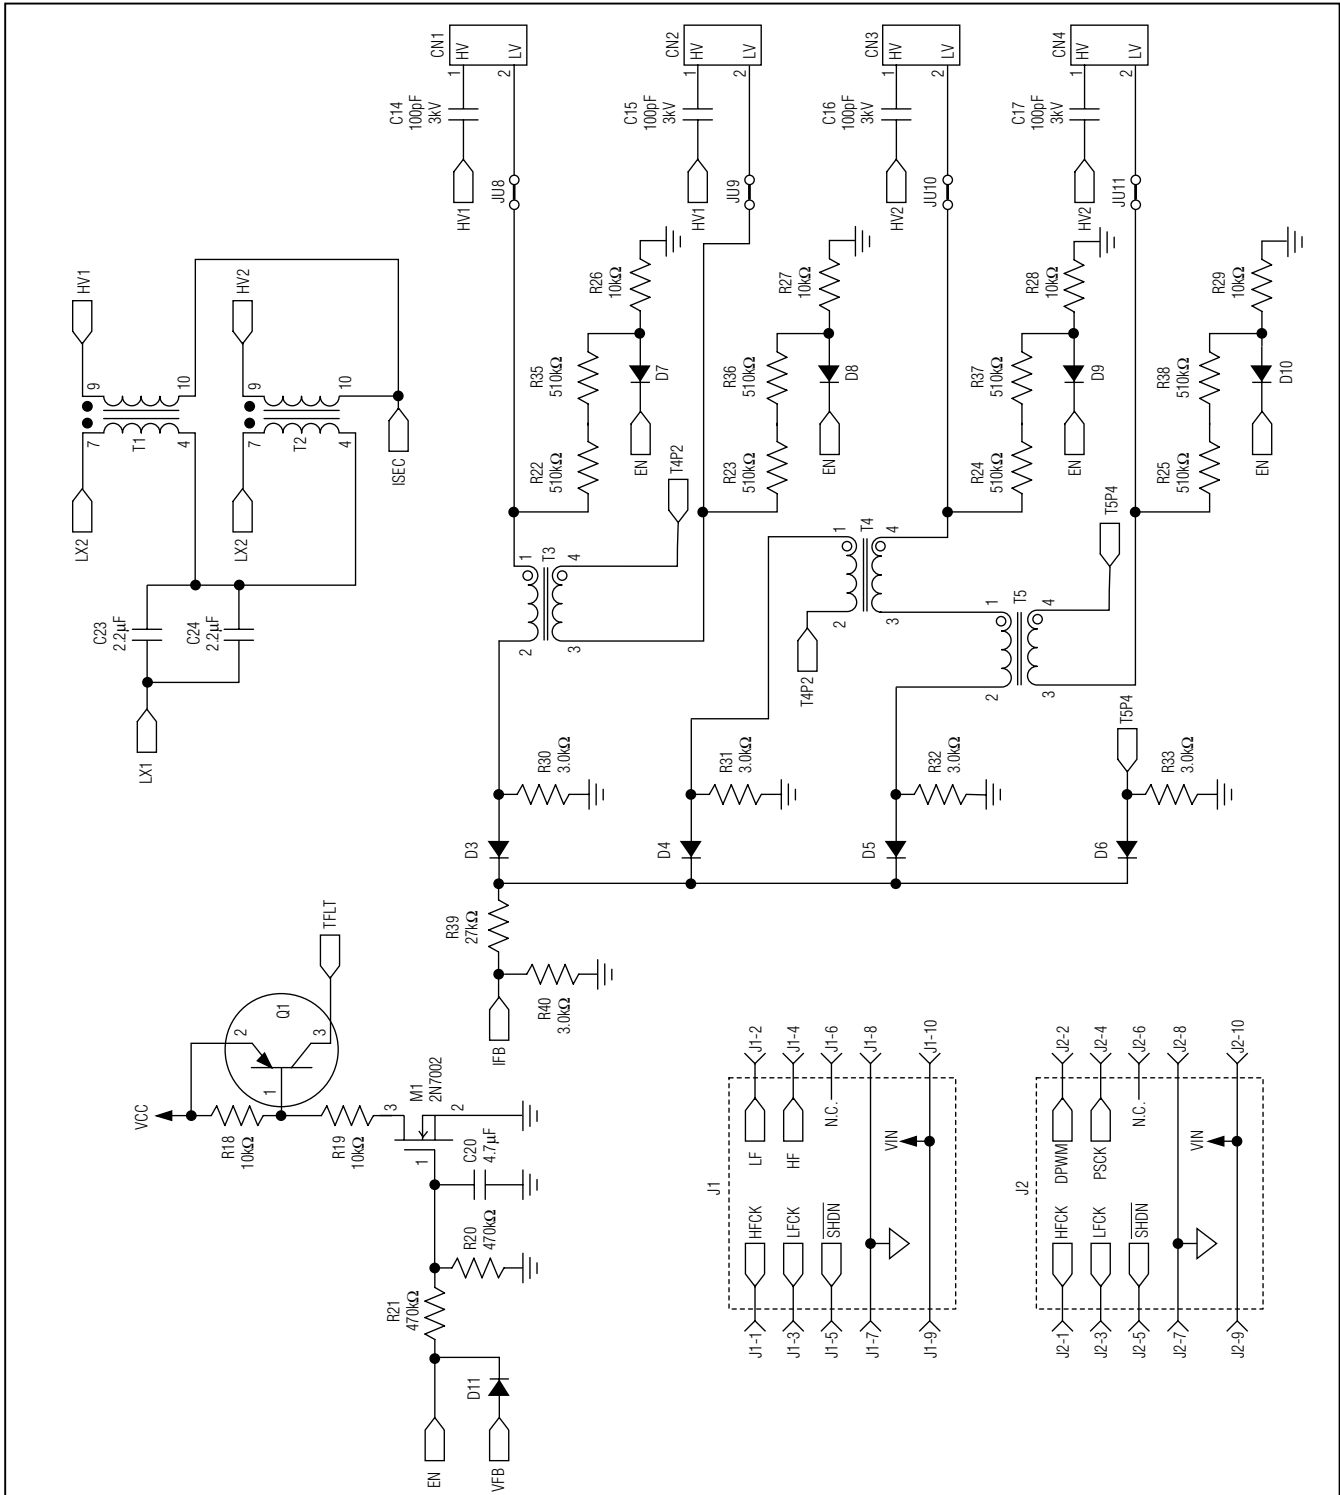 CN1
HV
LV
1
2
C14
100pF
3kV
HV1
JU8
CN2
HV
LV
1
2
C15
100pF
3kV
HV1
JU9
CN3
HV
LV
1
2
C16
100pF
3kV
HV2
JU10
CN4
HV
LV
1
2
C17
100pF
3kV
HV2
JU11
HV1
HV2
9
10
7
4
T1
9
10
7
4
T2
LX2
LX2
ISEC
C23
2.2µF
C24
2.2µF
LX1
R26
10kΩ
R35
510kΩ
R22
510kΩ
D7
EN
R27
10kΩ
R36
510kΩ
R23
510kΩ
D8
EN
R28
10kΩ
R37
510kΩ
R24
510kΩ
D9
EN
R29
10kΩ
R38
510kΩ
R25
510kΩ
D10
EN
T4P2
T3
1
2
3
4
T4
1
2
3
4
T4P2
T5
1
2
3
4
T5P4
T5P4
R30
3.0kΩ
R31
3.0kΩ
R32
3.0kΩ
R33
3.0kΩ
D3
D4
D5
D6
R39
27kΩ
R40
3.0kΩ
IFB
TFLT
Q1
2
3
1
VCC
R18
10kΩ
R19
10kΩ
M1
2N7002
3
2
1
C20
4.7µF
R20
470kΩ
R21
470kΩ
D11
EN
VFB
J1
J1-2
J1-4
J1-6
J1-8
J1-10
LF
HF
N.C.
VIN
HFCK
LFCK
SHDN
J1-1
J1-3
J1-5
J1-7
J1-9
J2
J2-2
J2-4
J2-6
J2-8
J2-10
DPWM
PSCK
N.C.
VIN
HFCK
LFCK
SHDN
J2-1
J2-3
J2-5
J2-7
J2-9